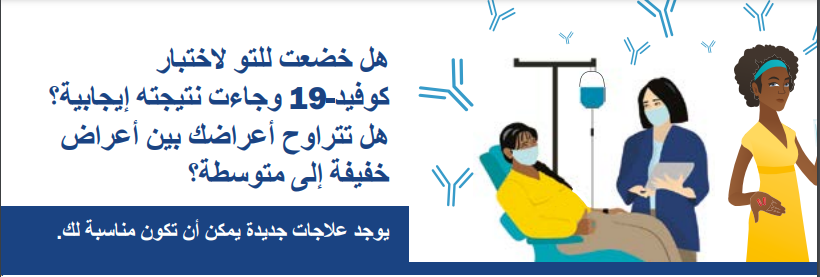 هل خضعت للتو لاختبار
كوفيد-19 وجاءت نتيجته إيجابية؟
هل تتراوح أعراضك بين أعراض
خفيفة إلى متوسطة؟
يوجد علاجات جديدة يمكن أن تكون مناسبة لك.